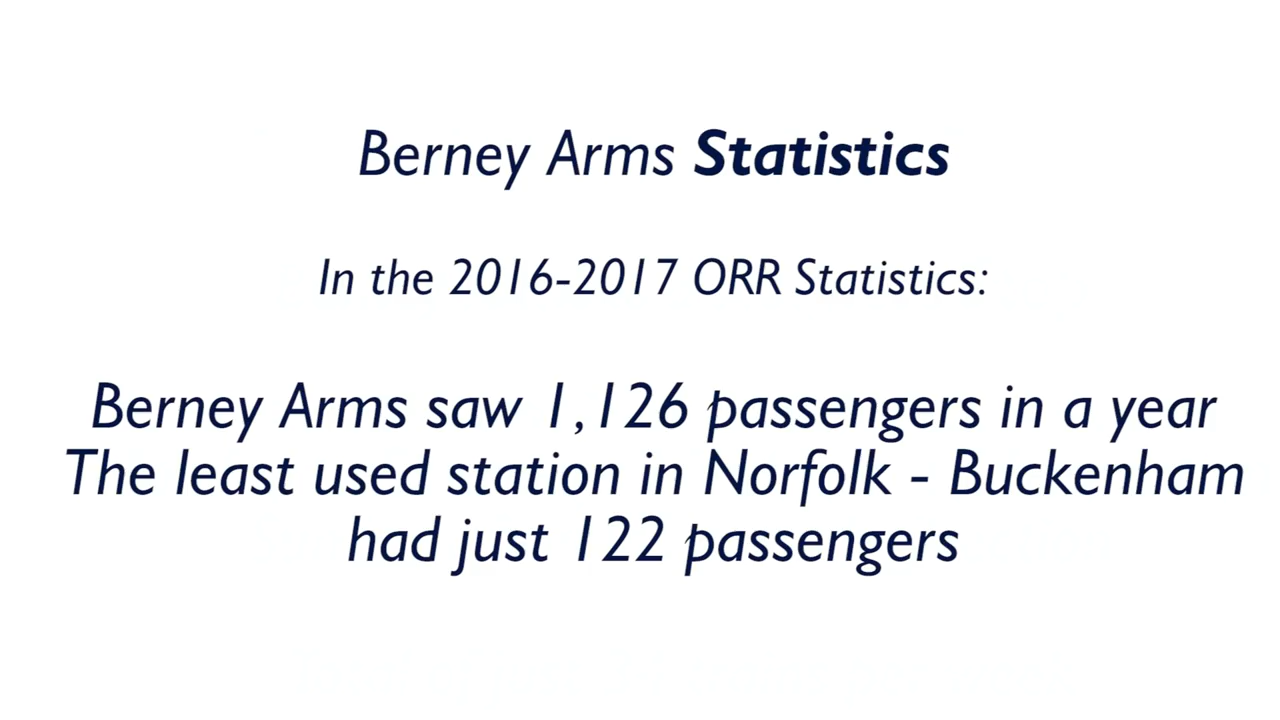 Berney Arms Statistics
In the 2016-2017 ORR Statistics:
Berney Arms saw 1,126 passengers in a year
The least used station in Norfolk - Buckenham
had just 122 passengers